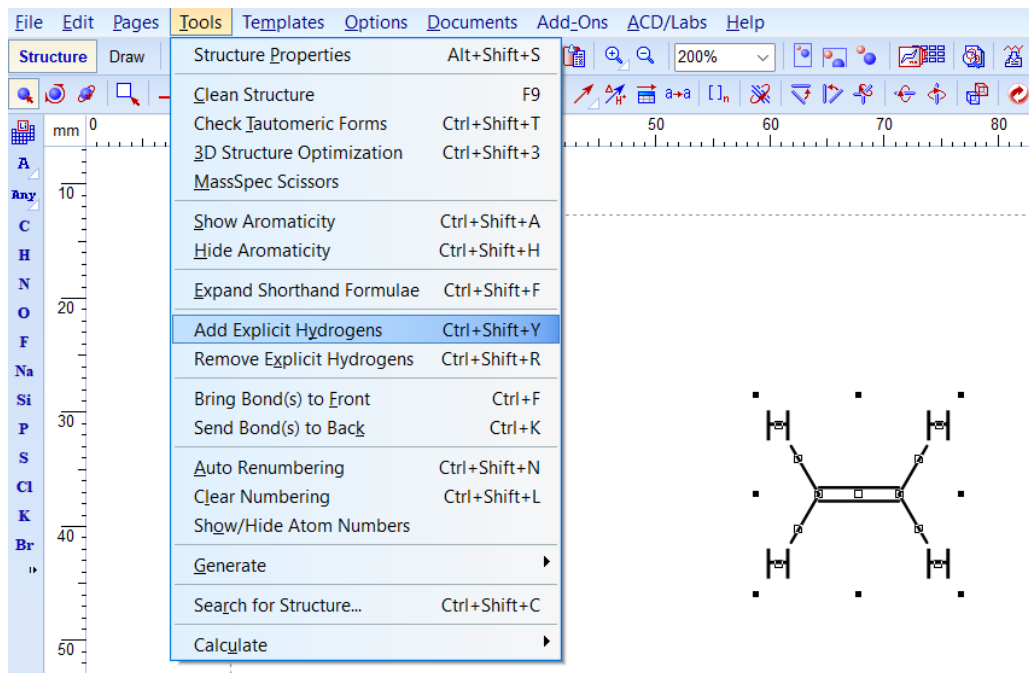 File Edit Pages Tools Templates Options Documents Add-Ons ACD/Labs Help
Structure Draw 200%
a→a []n
mm 0 50 60 70 80
Structure Properties Alt+Shift+S
Clean Structure F9
Check Tautomeric Forms Ctrl+Shift+T
3D Structure Optimization Ctrl+Shift+3
MassSpec Scissors
Show Aromaticity Ctrl+Shift+A
Hide Aromaticity Ctrl+Shift+H
Expand Shorthand Formulae Ctrl+Shift+F
Add Explicit Hydrogens Ctrl+Shift+Y
Remove Explicit Hydrogens Ctrl+Shift+R
Bring Bond(s) to Front Ctrl+F
Send Bond(s) to Back Ctrl+K
Auto Renumbering Ctrl+Shift+N
Clear Numbering Ctrl+Shift+L
Show/Hide Atom Numbers
Generate
Search for Structure... Ctrl+Shift+C
Calculate
A
Any
C
H
N
O
F
Na
Si
P
S
Cl
K
Br
10
20
30
40
50
H H
H H